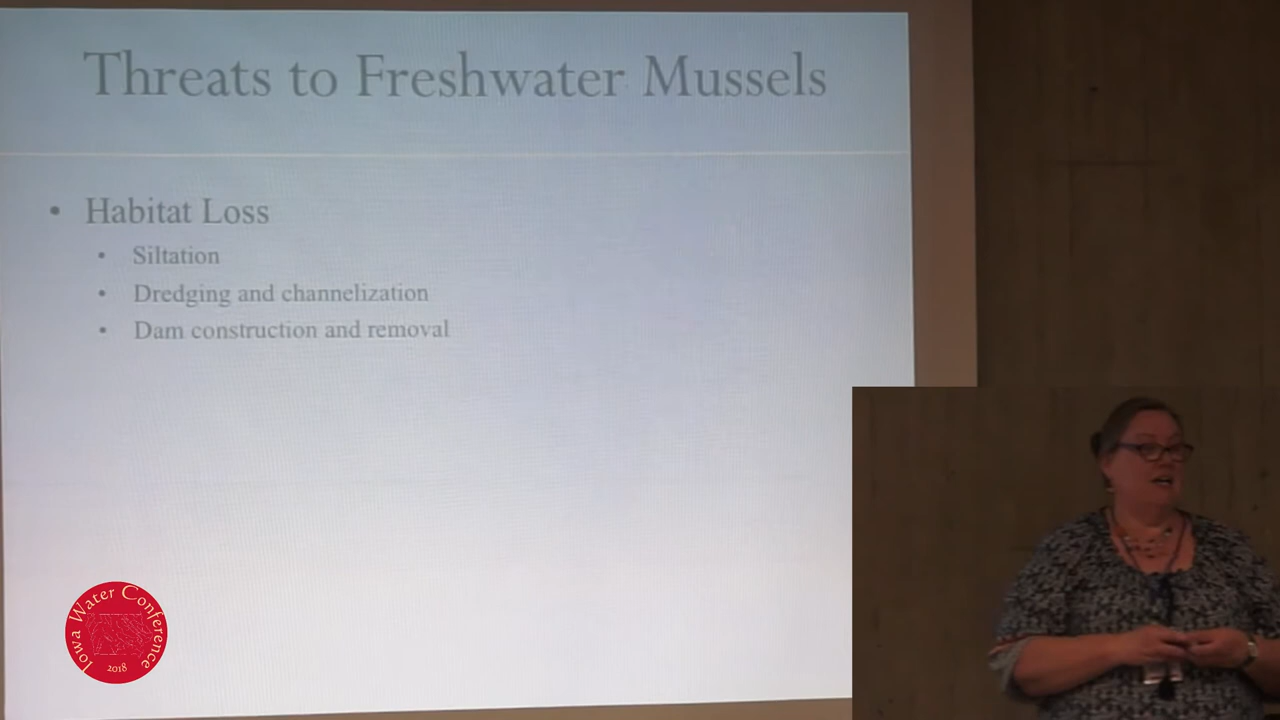 Threats to Freshwater Mussels
• Habitat Loss
• Siltation
• Dredging and channelization
• Dam construction and removal
Iowa Water Conference
2018